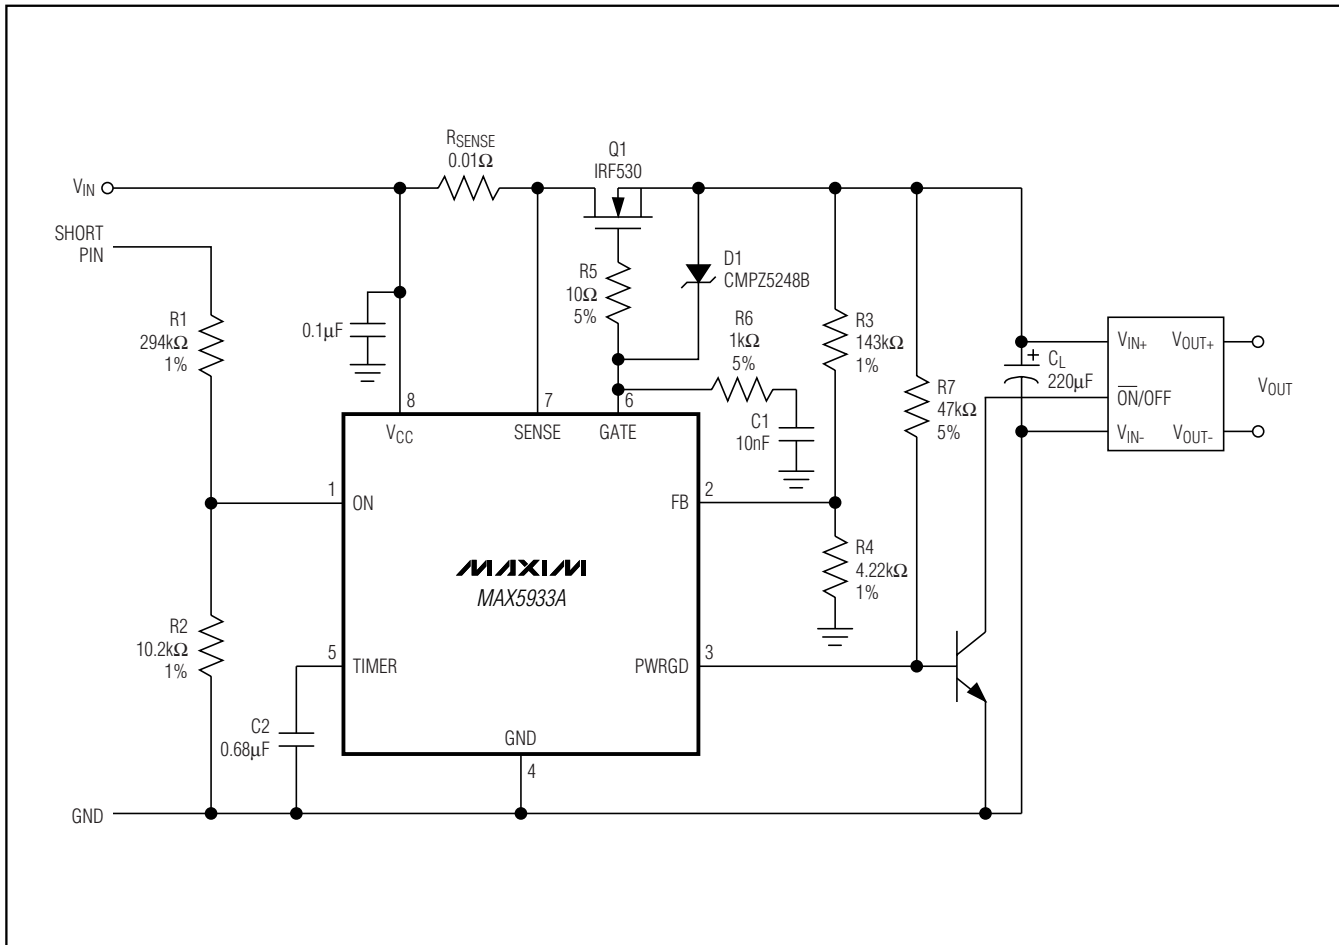 RSENSE
0.01Ω
Q1
IRF530
VIN
SHORT
PIN
R1
294kΩ
1%
0.1µF
R5
10Ω
5%
D1
CMPZ5248B
R6
1kΩ
5%
R3
143kΩ
1%
R7
47kΩ
5%
CL
220µF
+
VIN+
VOUT+
ON/OFF
VIN-
VOUT-
VOUT
C1
10nF
8
7
6
VCC
SENSE
GATE
1
ON
2
FB
MAXIM
MAX5933A
R4
4.22kΩ
1%
R2
10.2kΩ
1%
5
TIMER
3
PWRGD
C2
0.68µF
GND
4
GND